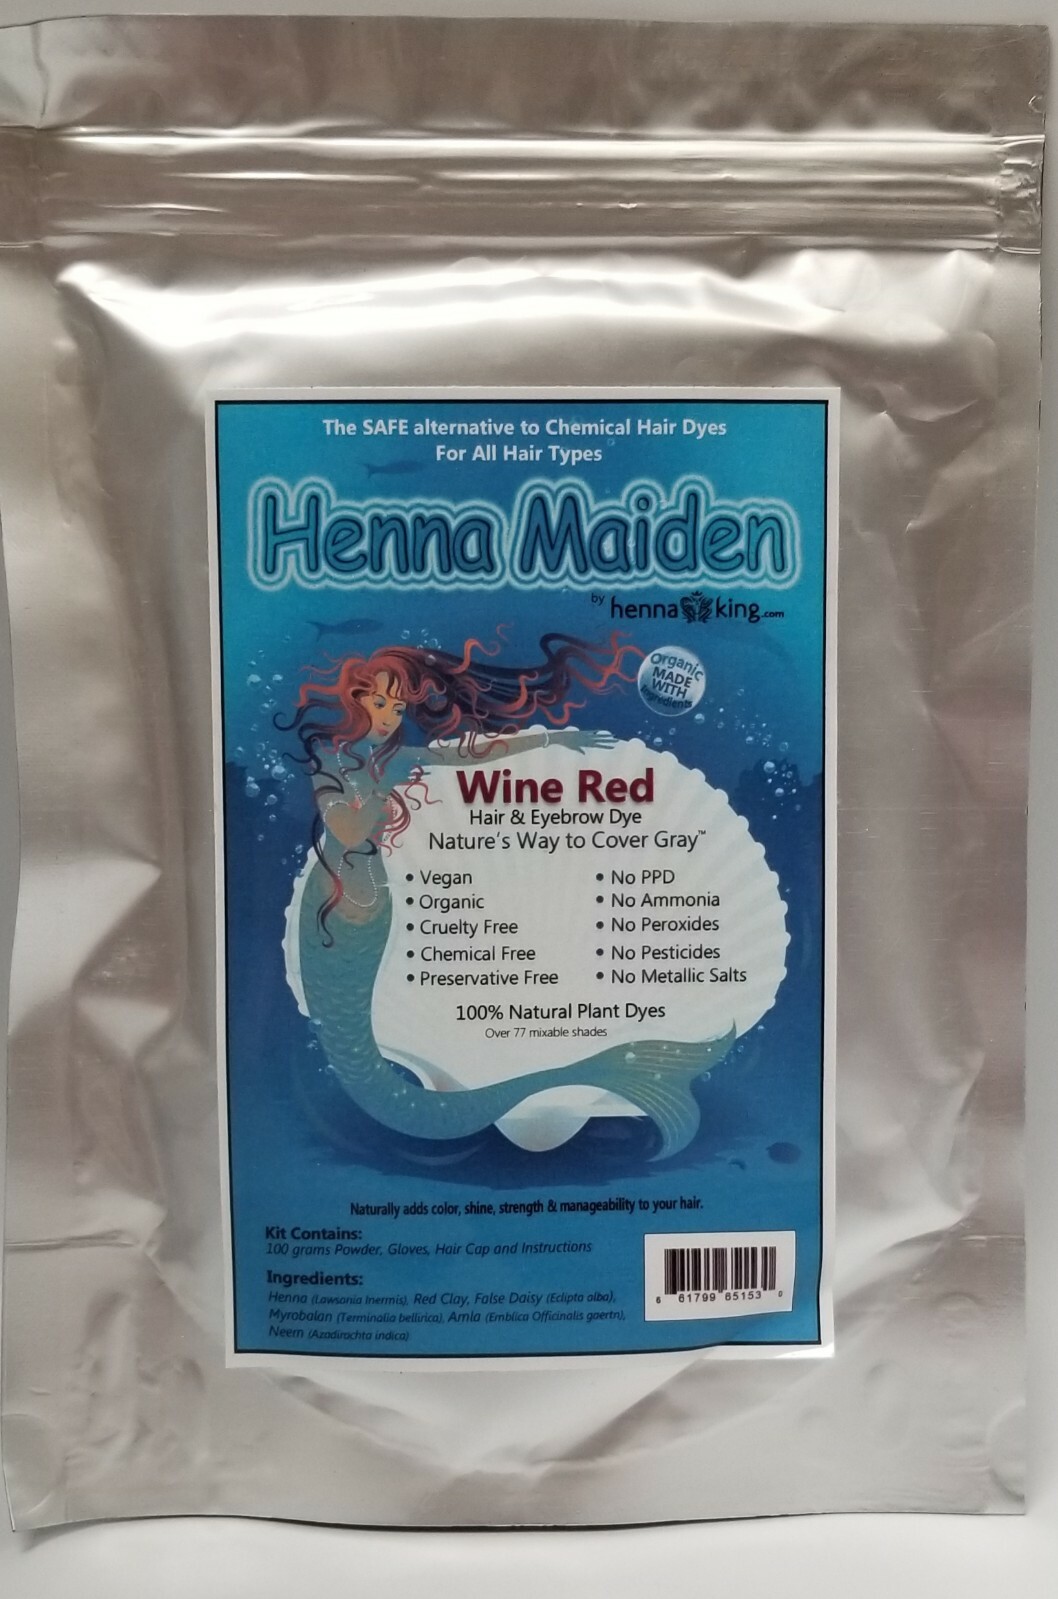 The SAFE alternative to Chemical Hair Dyes
For All Hair Types
Henna Maiden
by henna king.com
Organic
MADE
WITH
Ingredients
Wine Red
Hair & Eyebrow Dye
Nature's Way to Cover Gray™
• Vegan
• Organic
• Cruelty Free
• Chemical Free
• Preservative Free
• No PPD
• No Ammonia
• No Peroxides
• No Pesticides
• No Metallic Salts
100% Natural Plant Dyes
Over 77 mixable shades
Naturally adds color, shine, strength & manageability to your hair.
Kit Contains:
100 grams Powder, Gloves, Hair Cap and Instructions
Ingredients:
Henna (Lawsonia Inermis), Red Clay, False Daisy (Eclipta alba),
Myrobalan (Terminalia bellirica), Amla (Emblica Officinalis gaertn),
Neem (Azadirachta indica)
6 61799 65153 0